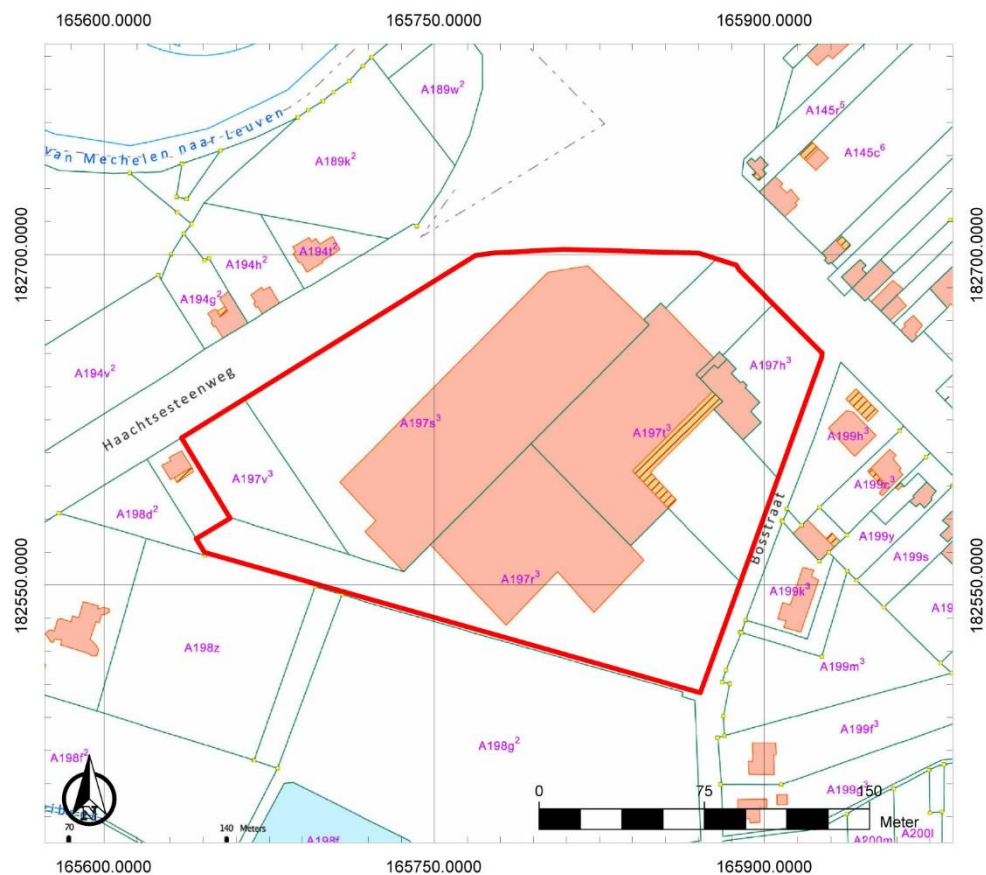 165600.0000 165750.0000 165900.0000
A189w²
van Mechelen naar Leuven
A145r⁵
A145c⁶
A189k²
A194t²
182700.0000 182700.0000
A194h²
A194g²
A194v²
A197h³
Haachtsesteenweg
A197s³
A197t³
A199h³
A197v³
A198d²
Bosstraat
A199y
A199s
A197r³
182550.0000 182550.0000
A199k³
A198z
A199m³
A199f³
A198g²
A198f²
0 75 150
Meter
N
70 140 Meters
A198f
A200m
A200l
165600.0000 165750.0000 165900.0000